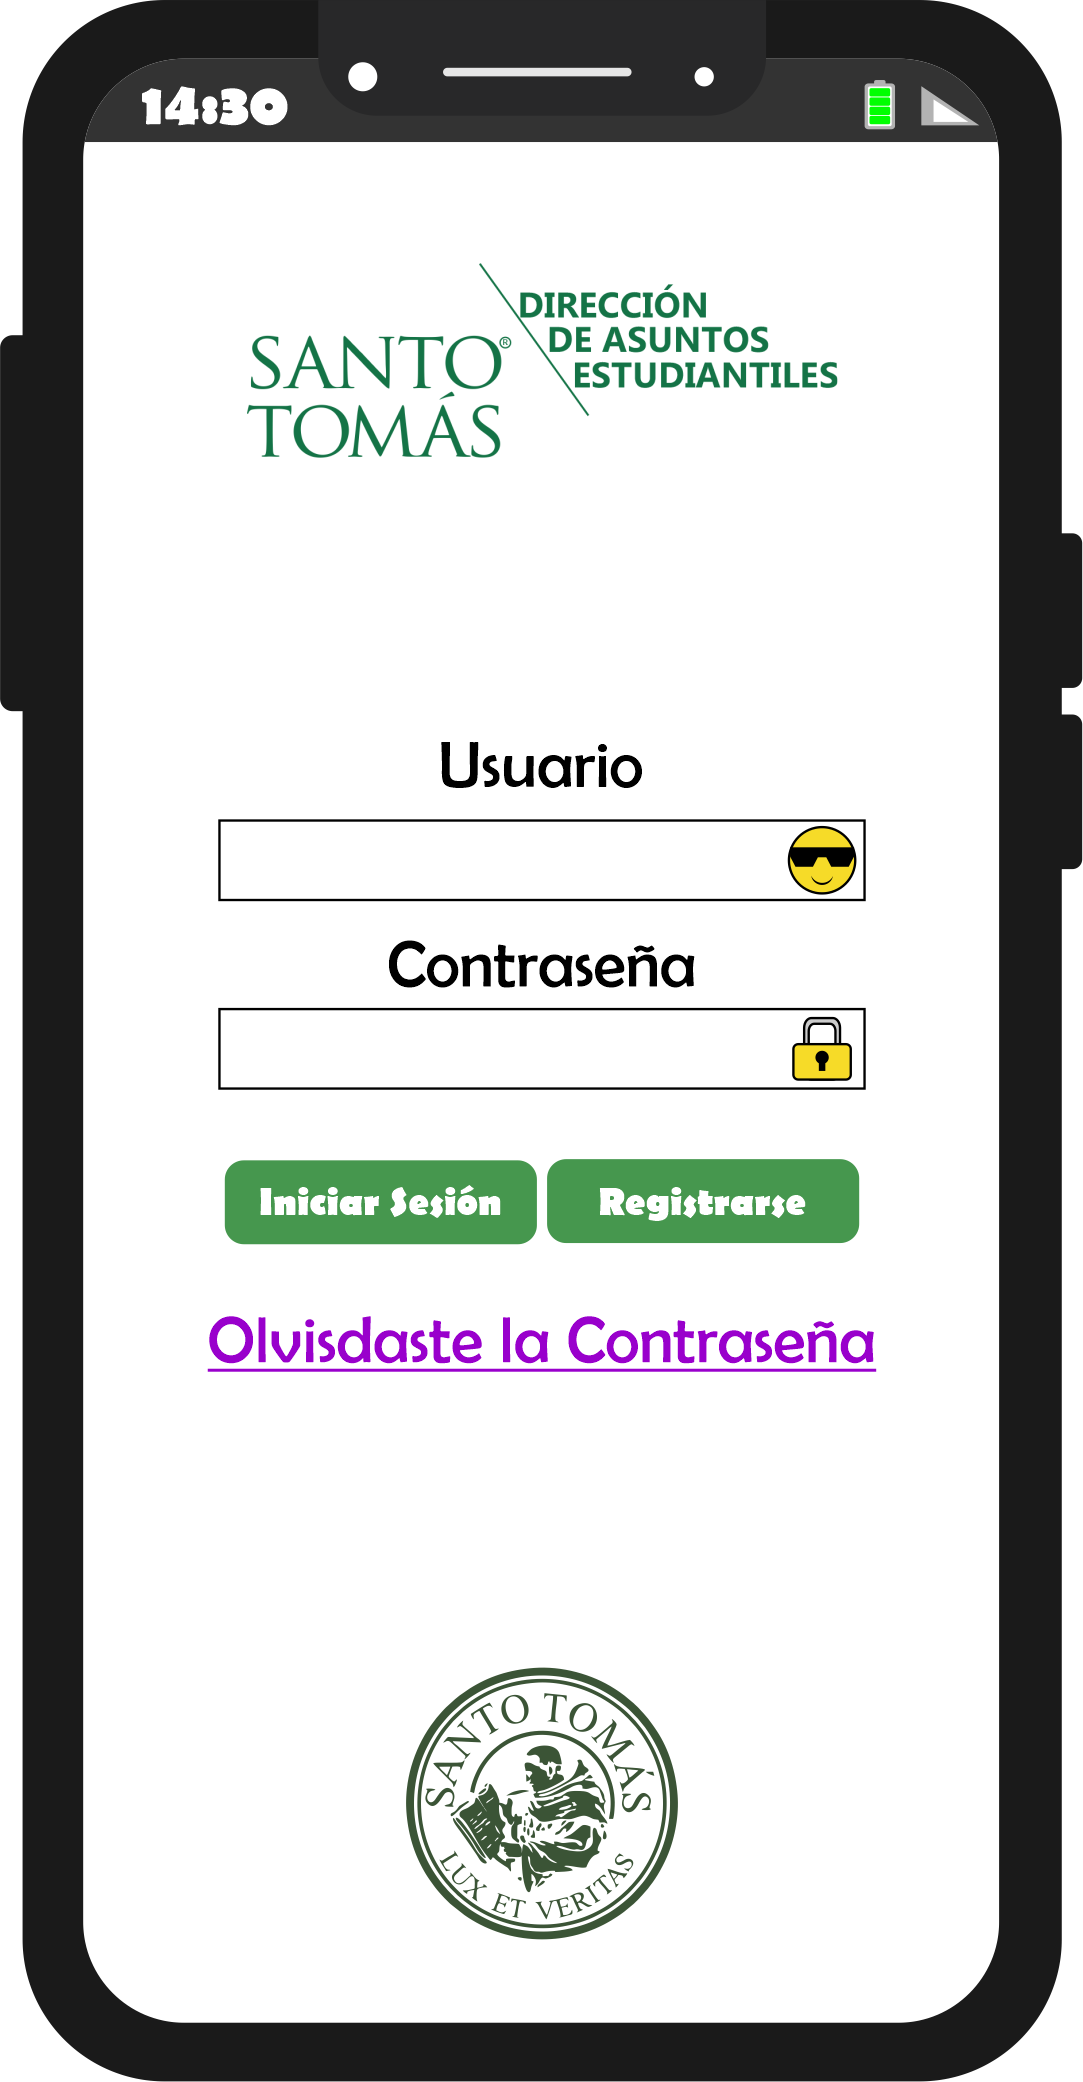 14:30
DIRECCIÓN
DE ASUNTOS
ESTUDIANTILES
SANTO®
TOMÁS
Usuario
Contraseña
Iniciar Sesión
Registrarse
Olvisdaste la Contraseña
SANTO TOMÁS
LUX ET VERITAS